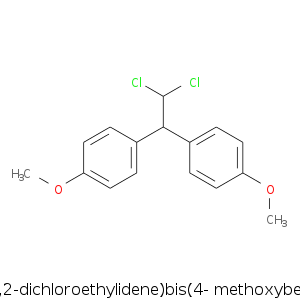 Cl Cl
H₃C O
O
CH₃
,2-dichloroethylidene)bis(4- methoxybe